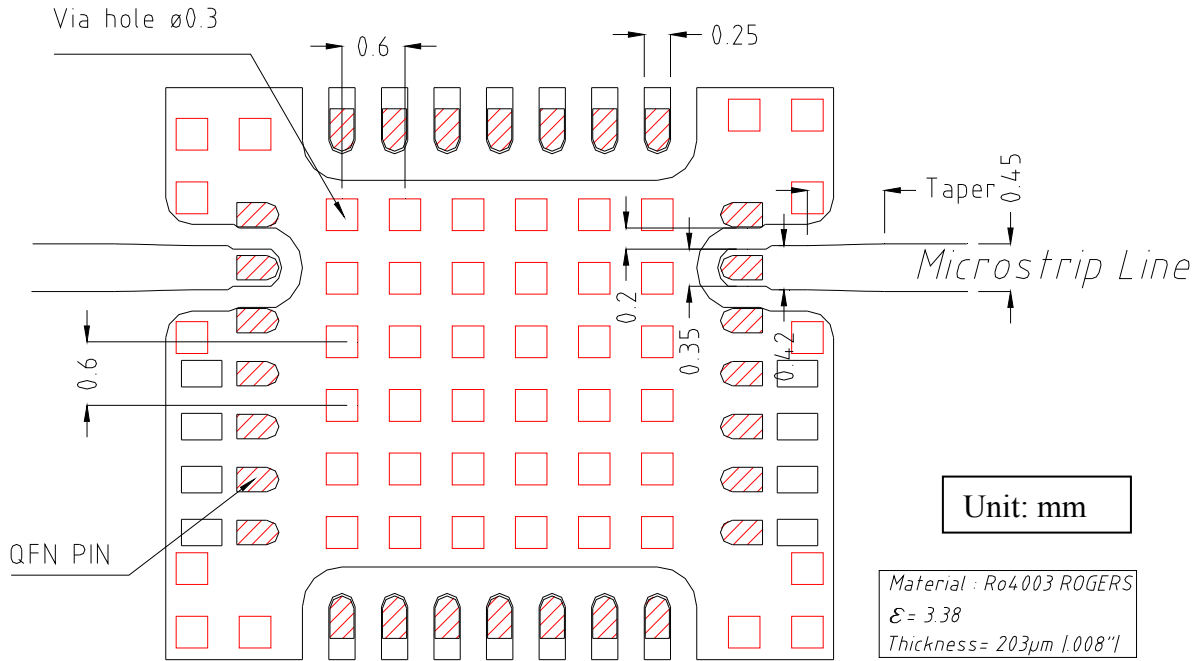 Via hole ø0.3
0.6
0.25
Taper
0.45
Microstrip Line
0.2
0.35
0.42
0.6
QFN PIN
Unit: mm
Material : Ro4003 ROGERS
ε = 3.38
Thickness= 203µm (.008")